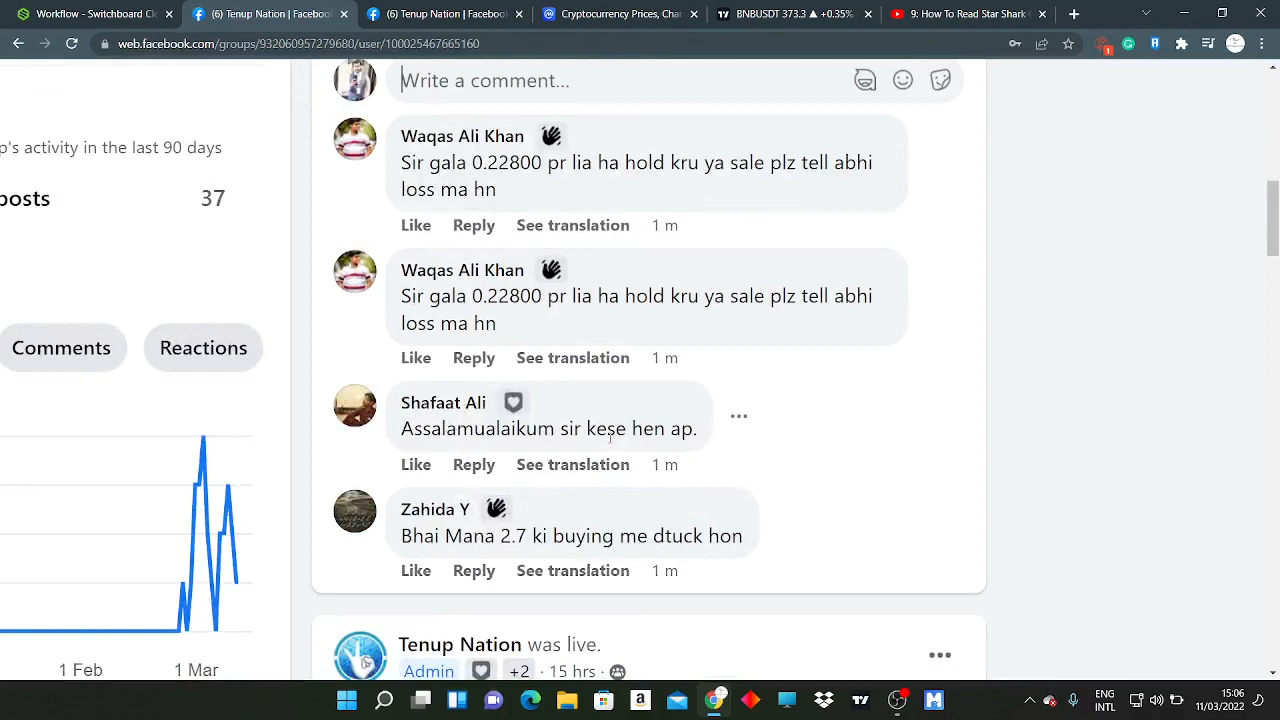 Workflow - Switchboard Clo
(6) Tenup Nation | Facebook
(6) Tenup Nation | Facebook
Cryptocurrency Prices, Char
BNBUSDT 373.3 ▲ +0.35%
9: How To Read Star Shark
web.facebook.com/groups/932060957279680/user/100025467665160
Write a comment...
p's activity in the last 90 days
posts 37
Comments
Reactions
1 Feb
1 Mar
Waqas Ali Khan
Sir gala 0.22800 pr lia ha hold kru ya sale plz tell abhi
loss ma hn
Like Reply See translation 1 m
Waqas Ali Khan
Sir gala 0.22800 pr lia ha hold kru ya sale plz tell abhi
loss ma hn
Like Reply See translation 1 m
Shafaat Ali
Assalamualaikum sir kese hen ap.
Like Reply See translation 1 m
Zahida Y
Bhai Mana 2.7 ki buying me dtuck hon
Like Reply See translation 1 m
Tenup Nation was live.
Admin +2 · 15 hrs ·
ENG
INTL
15:06
11/03/2022